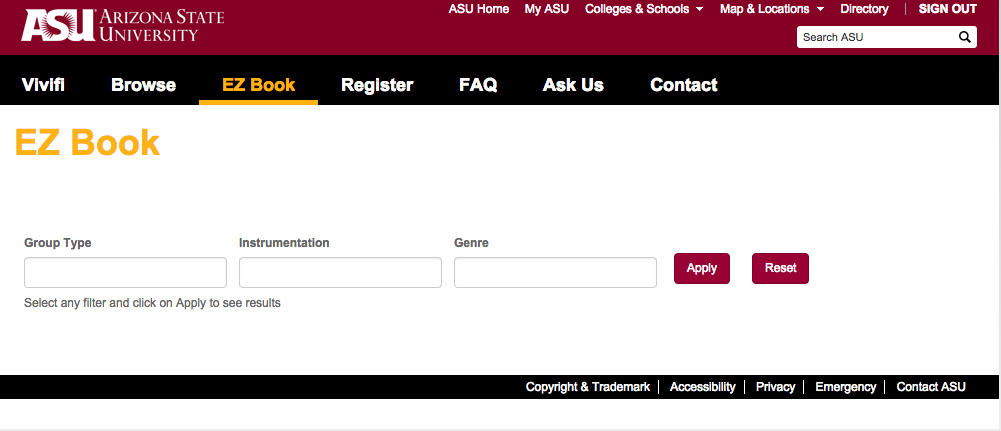 ASU Home My ASU Colleges & Schools Map & Locations Directory SIGN OUT
ASU ARIZONA STATE UNIVERSITY
Search ASU
Vivifi Browse EZ Book Register FAQ Ask Us Contact
EZ Book
Group Type Instrumentation Genre
Apply Reset
Select any filter and click on Apply to see results
Copyright & Trademark Accessibility Privacy Emergency Contact ASU